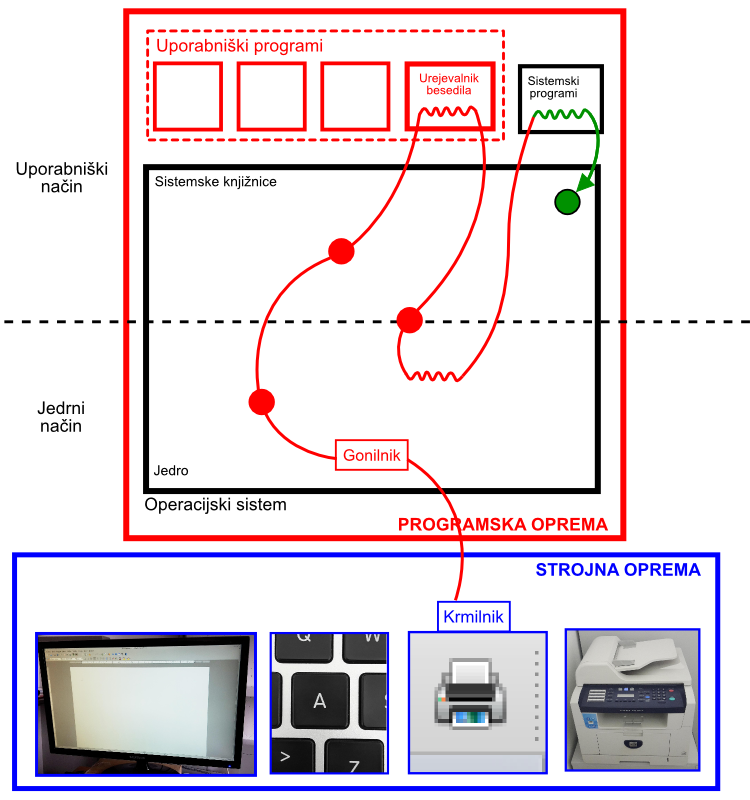 Uporabniški programi
Urejevalnik
besedila
Sistemski
programi
Uporabniški
način
Sistemske knjižnice
Jedrni
način
Gonilnik
Jedro
Operacijski sistem
PROGRAMSKA OPREMA
STROJNA OPREMA
Krmilnik
Q
W
A
S
>
Z